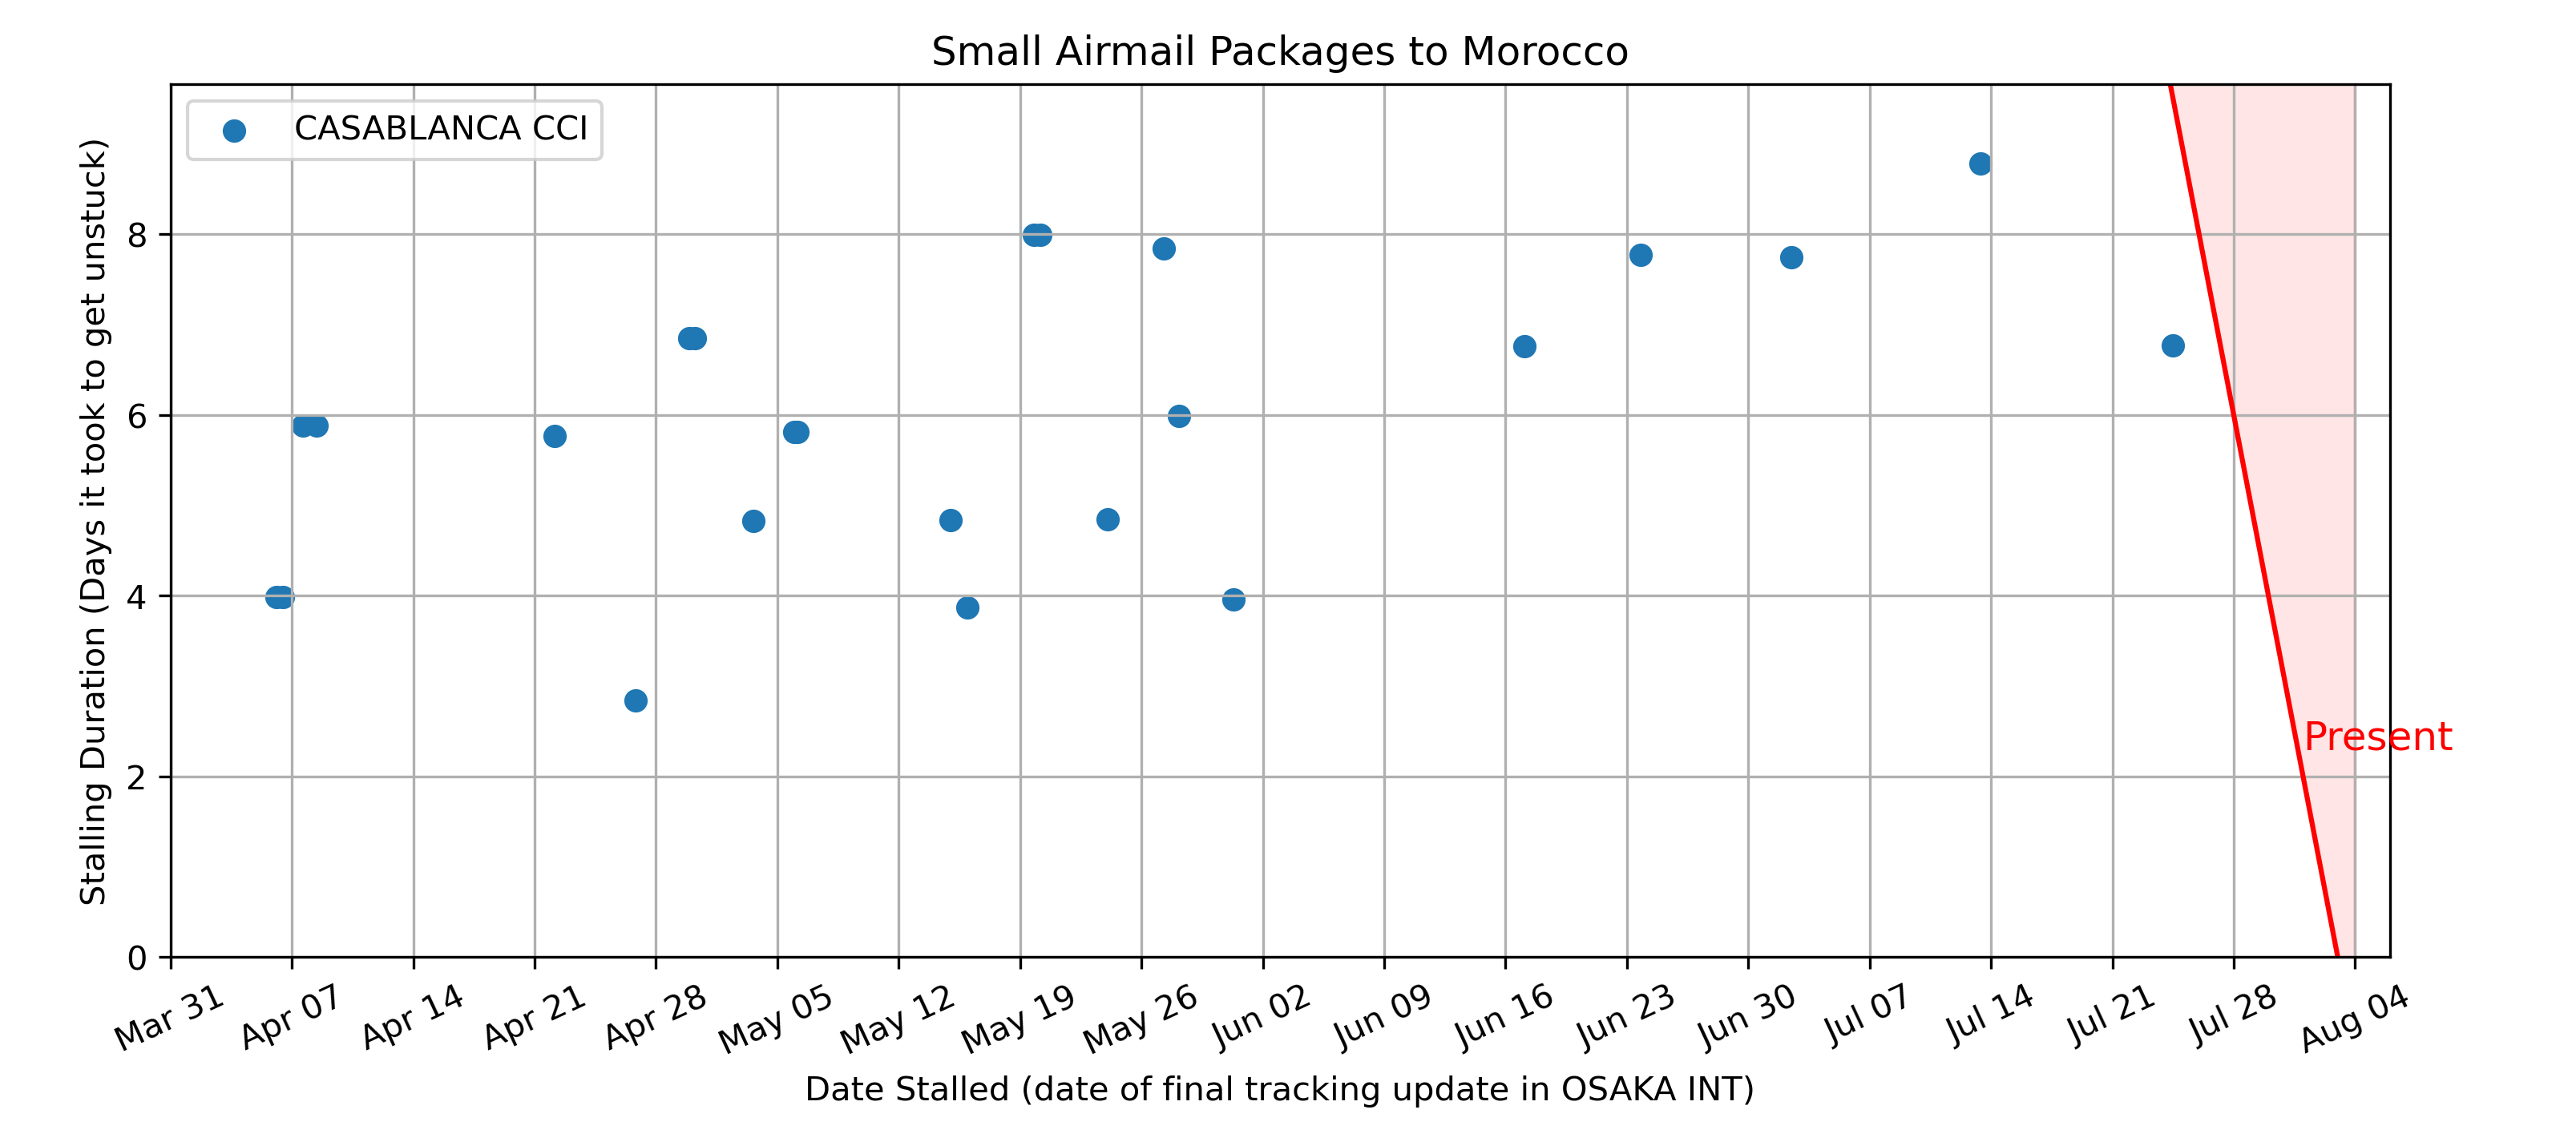 Small Airmail Packages to Morocco
CASABLANCA CCI
Stalling Duration (Days it took to get unstuck)
8
6
4
2
0
Present
Mar 31
Apr 07
Apr 14
Apr 21
Apr 28
May 05
May 12
May 19
May 26
Jun 02
Jun 09
Jun 16
Jun 23
Jun 30
Jul 07
Jul 14
Jul 21
Jul 28
Aug 04
Date Stalled (date of final tracking update in OSAKA INT)